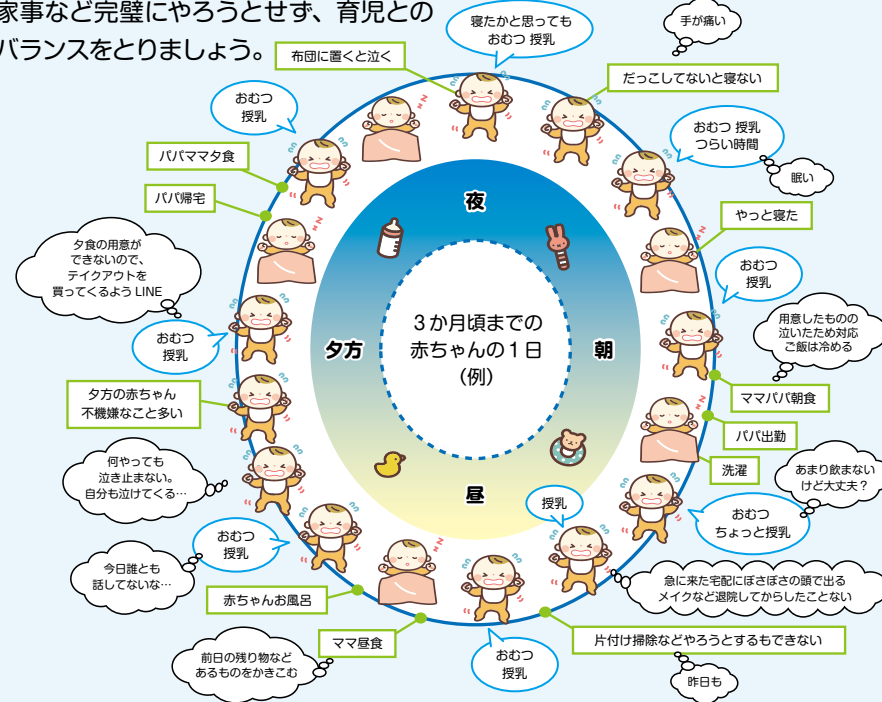 家事など完璧にやろうとせず、育児との
バランスをとりましょう。
布団に置くと泣く
寝たかと思っても
おむつ 授乳
手が痛い
だっこしてないと寝ない
おむつ 授乳
つらい時間
眠い
やっと寝た
おむつ
授乳
用意したものの
泣いたため対応
ご飯は冷める
ママパパ朝食
パパ出勤
洗濯
あまり飲まない
けど大丈夫？
おむつ
ちょっと授乳
授乳
急に来た宅配にぼさぼさの頭で出る
メイクなど退院してからしたことない
片付け掃除などやろうとするもできない
昨日も
おむつ
授乳
ママ昼食
前日の残り物など
あるものをかきこむ
赤ちゃんお風呂
今日誰とも
話してないな…
おむつ
授乳
何やっても
泣き止まない。
自分も泣けてくる…
夕方の赤ちゃん
不機嫌なこと多い
おむつ
授乳
夕食の用意が
できないので、
テイクアウトを
買ってくるよう LINE
パパ帰宅
パパママ夕食
おむつ
授乳
夜
朝
昼
夕方
３か月頃までの
赤ちゃんの１日
（例）